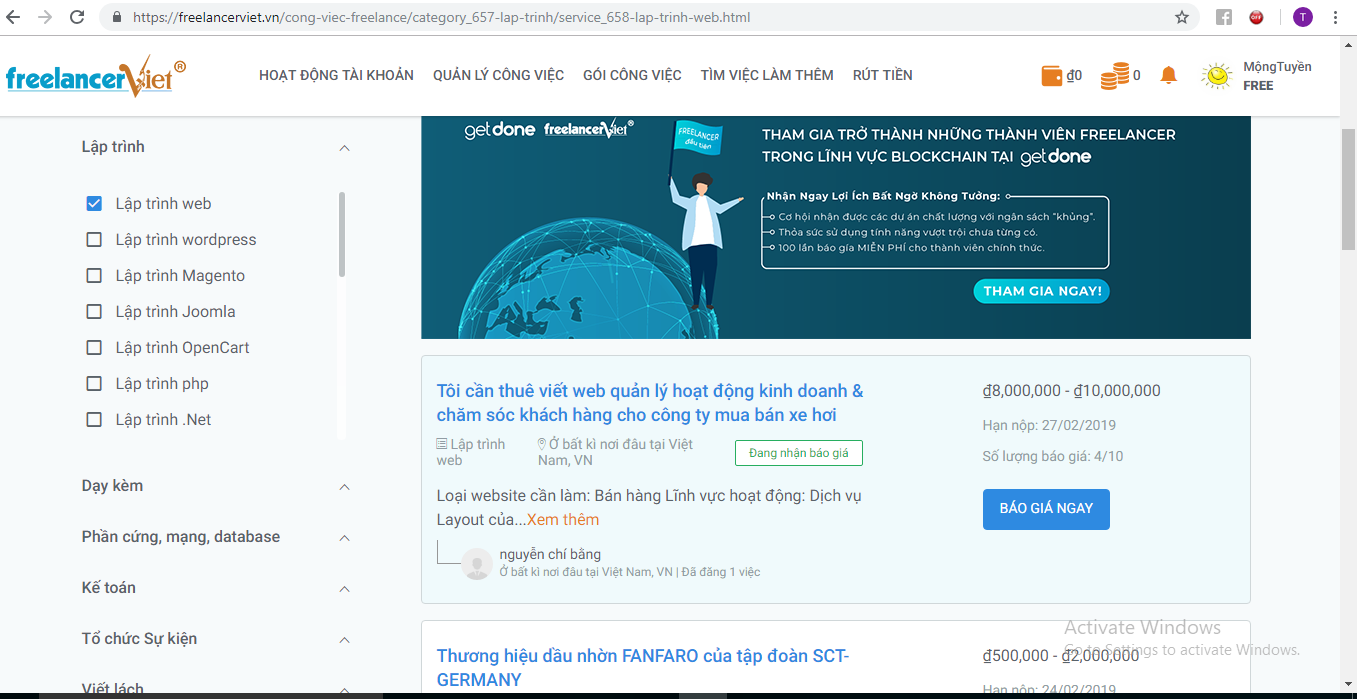 https://freelancerviet.vn/cong-viec-freelance/category_657-lap-trinh/service_658-lap-trinh-web.html
OFF
T
freelancerViet®
HOẠT ĐỘNG TÀI KHOẢN QUẢN LÝ CÔNG VIỆC GÓI CÔNG VIỆC TÌM VIỆC LÀM THÊM RÚT TIỀN
₫0 0
MộngTuyền
FREE
Lập trình
Lập trình web
Lập trình wordpress
Lập trình Magento
Lập trình Joomla
Lập trình OpenCart
Lập trình php
Lập trình .Net
Dạy kèm
Phần cứng, mạng, database
Kế toán
Tổ chức Sự kiện
Viết lách
getdone freelancerViet®
FREELANCER
đầu tiên
THAM GIA TRỞ THÀNH NHỮNG THÀNH VIÊN FREELANCER
TRONG LĨNH VỰC BLOCKCHAIN TẠI getdone
Nhận Ngay Lợi Ích Bất Ngờ Không Tưởng:
Cơ hội nhận được các dự án chất lượng với ngân sách “khủng”.
Thỏa sức sử dụng tính năng vượt trội chưa từng có.
100 lần báo giá MIỄN PHÍ cho thành viên chính thức.
THAM GIA NGAY!
Tôi cần thuê viết web quản lý hoạt động kinh doanh &
chăm sóc khách hàng cho công ty mua bán xe hơi
Lập trình
web
Ở bất kì nơi đâu tại Việt
Nam, VN
Đang nhận báo giá
Loại website cần làm: Bán hàng Lĩnh vực hoạt động: Dịch vụ
Layout của...Xem thêm
nguyễn chí bằng
Ở bất kì nơi đâu tại Việt Nam, VN | Đã đăng 1 việc
₫8,000,000 - ₫10,000,000
Hạn nộp: 27/02/2019
Số lượng báo giá: 4/10
BÁO GIÁ NGAY
Thương hiệu dầu nhờn FANFARO của tập đoàn SCT-
GERMANY
₫500,000 - ₫2,000,000
Hạn nộp: 24/02/2019
Activate Windows
Go to Settings to activate Windows.